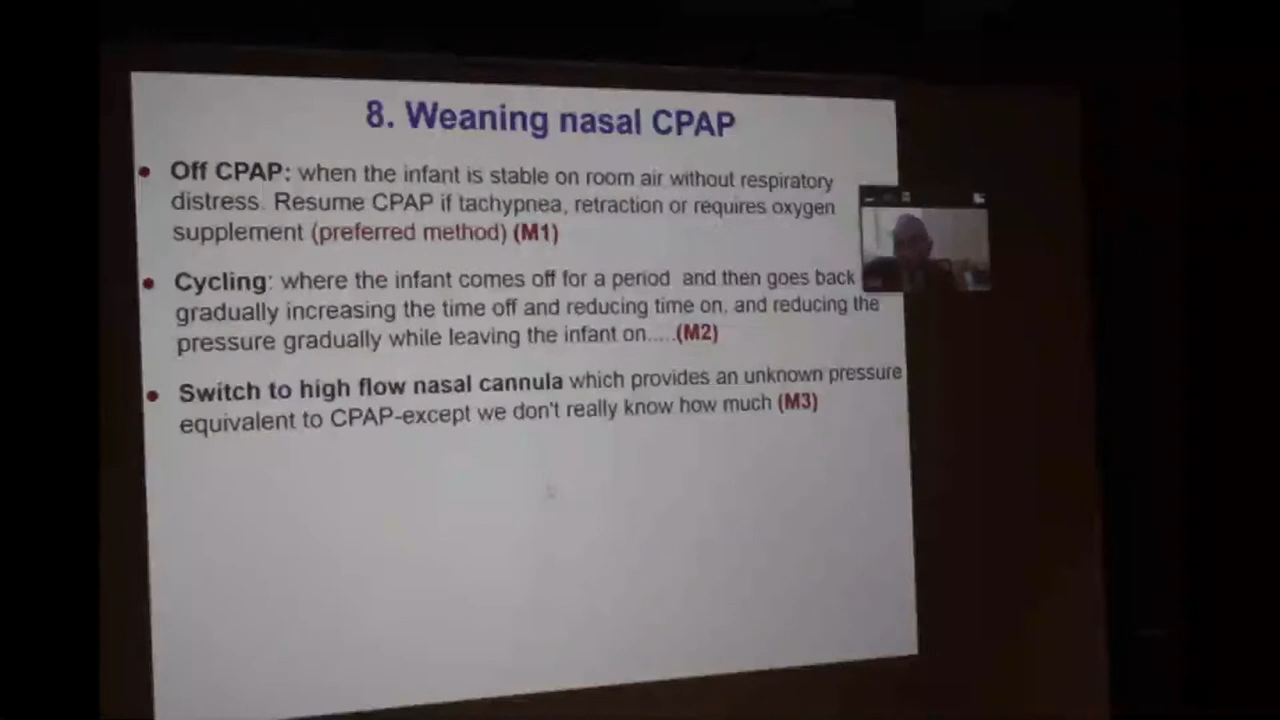 8. Weaning nasal CPAP
• Off CPAP: when the infant is stable on room air without respiratory
distress. Resume CPAP if tachypnea, retraction or requires oxygen
supplement (preferred method) (M1)
• Cycling: where the infant comes off for a period and then goes back
gradually increasing the time off and reducing time on, and reducing the
pressure gradually while leaving the infant on.....(M2)
• Switch to high flow nasal cannula which provides an unknown pressure
equivalent to CPAP-except we don't really know how much (M3)